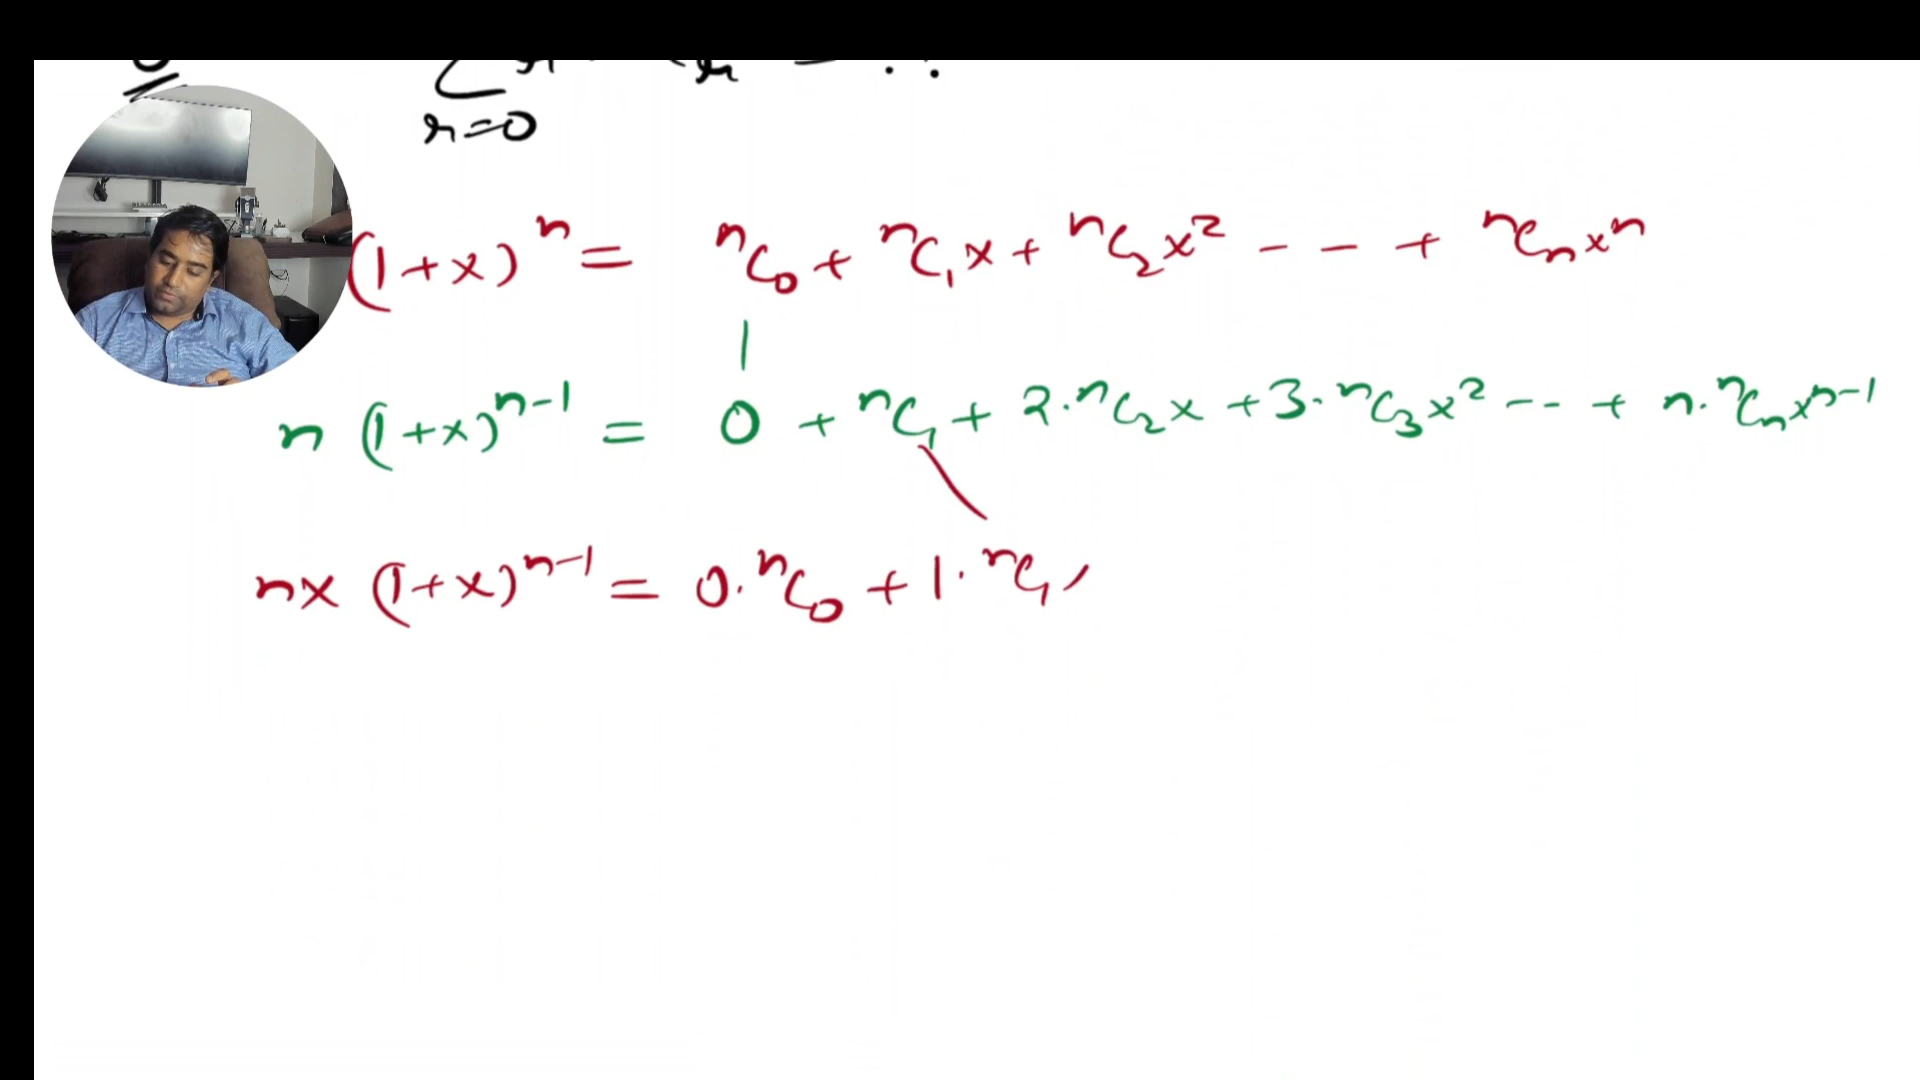 r=0
(1+x)^n = ⁿC₀ + ⁿC₁x + ⁿC₂x² - - - + ⁿCₙxⁿ
n (1+x)^{n-1} = 0 + ⁿC₁ + 2.ⁿC₂x + 3.ⁿC₃x² -- + n.ⁿCₙx^{n-1}
nx (1+x)^{n-1} = 0.ⁿC₀ + 1.ⁿC₁